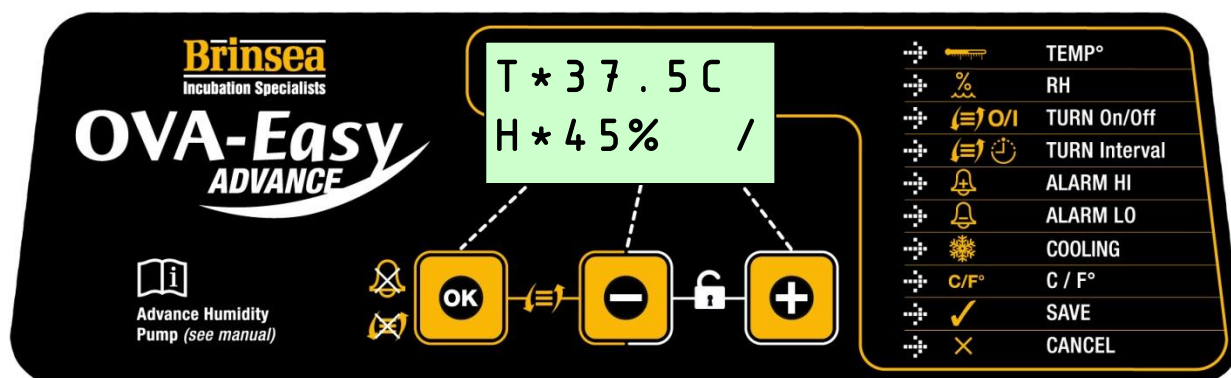 Brinsea
Incubation Specialists
OVA-Easy
ADVANCE
T*37.5C
H*45% /
i
Advance Humidity
Pump (see manual)
OK
TEMP°
% RH
O/I TURN On/Off
TURN Interval
ALARM HI
ALARM LO
COOLING
C/F° C / F°
SAVE
CANCEL